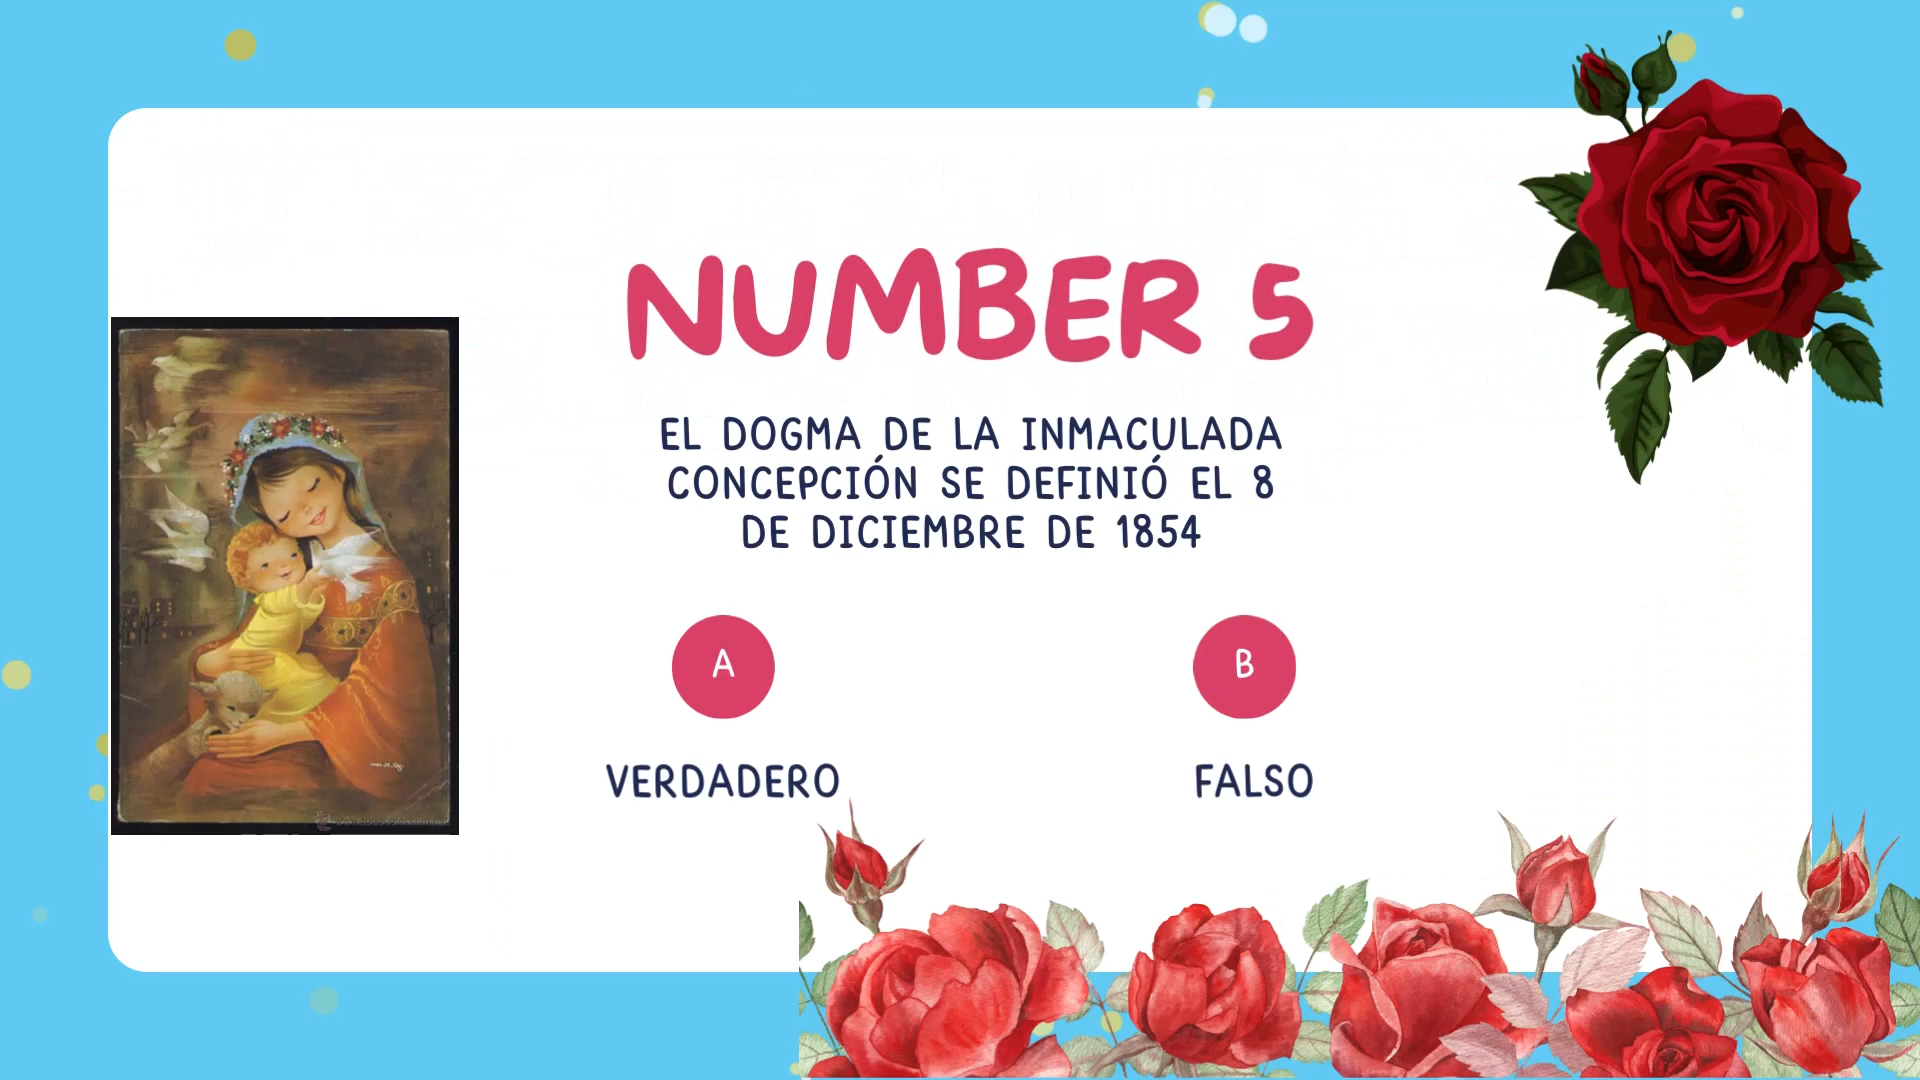 NUMBER 5
EL DOGMA DE LA INMACULADA
CONCEPCIÓN SE DEFINIÓ EL 8
DE DICIEMBRE DE 1854
A
B
VERDADERO
FALSO